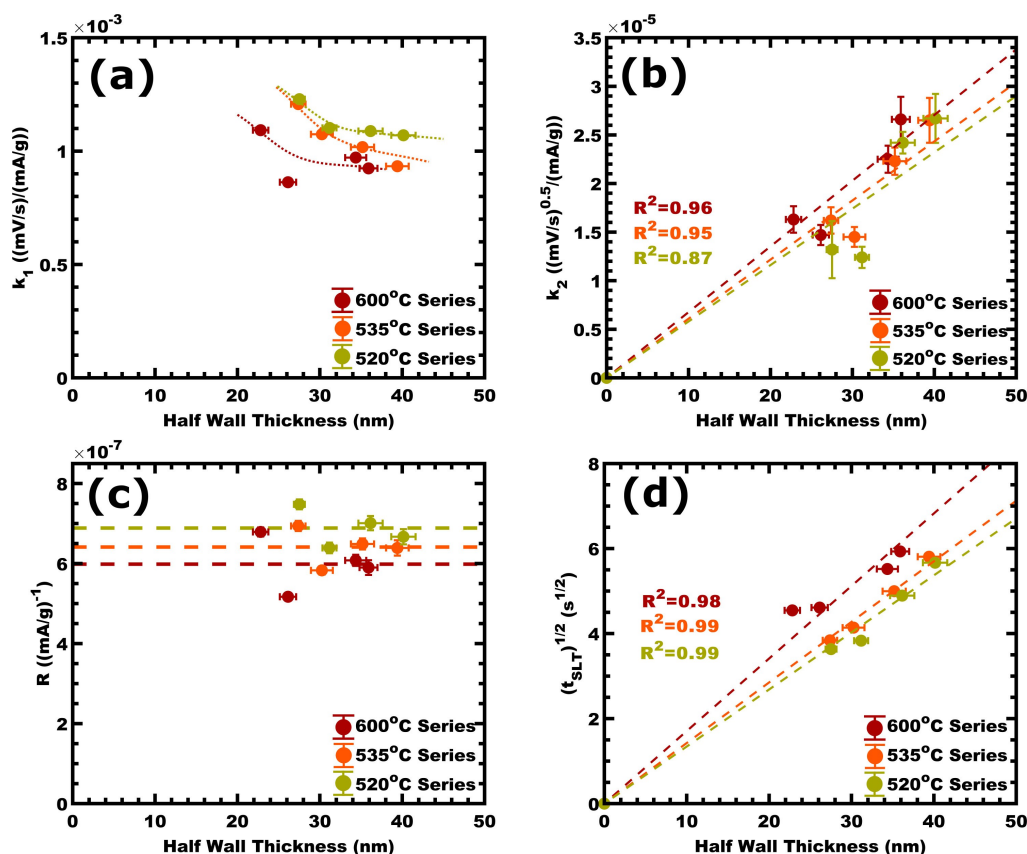 ×10⁻³
(a)
1.5
1
0.5
0
k₁ ((mV/s)/(mA/g))
600°C Series
535°C Series
520°C Series
0 10 20 30 40 50
Half Wall Thickness (nm)
×10⁻⁵
(b)
3.5
3
2.5
2
1.5
1
0.5
0
k₂ ((mV/s)^0.5/(mA/g))
R²=0.96
R²=0.95
R²=0.87
600°C Series
535°C Series
520°C Series
0 10 20 30 40 50
Half Wall Thickness (nm)
×10⁻⁷
(c)
8
6
4
2
0
R ((mA/g)⁻¹)
600°C Series
535°C Series
520°C Series
0 10 20 30 40 50
Half Wall Thickness (nm)
(d)
8
6
4
2
0
(t_SLT)^1/2 (s^1/2)
R²=0.98
R²=0.99
R²=0.99
600°C Series
535°C Series
520°C Series
0 10 20 30 40 50
Half Wall Thickness (nm)